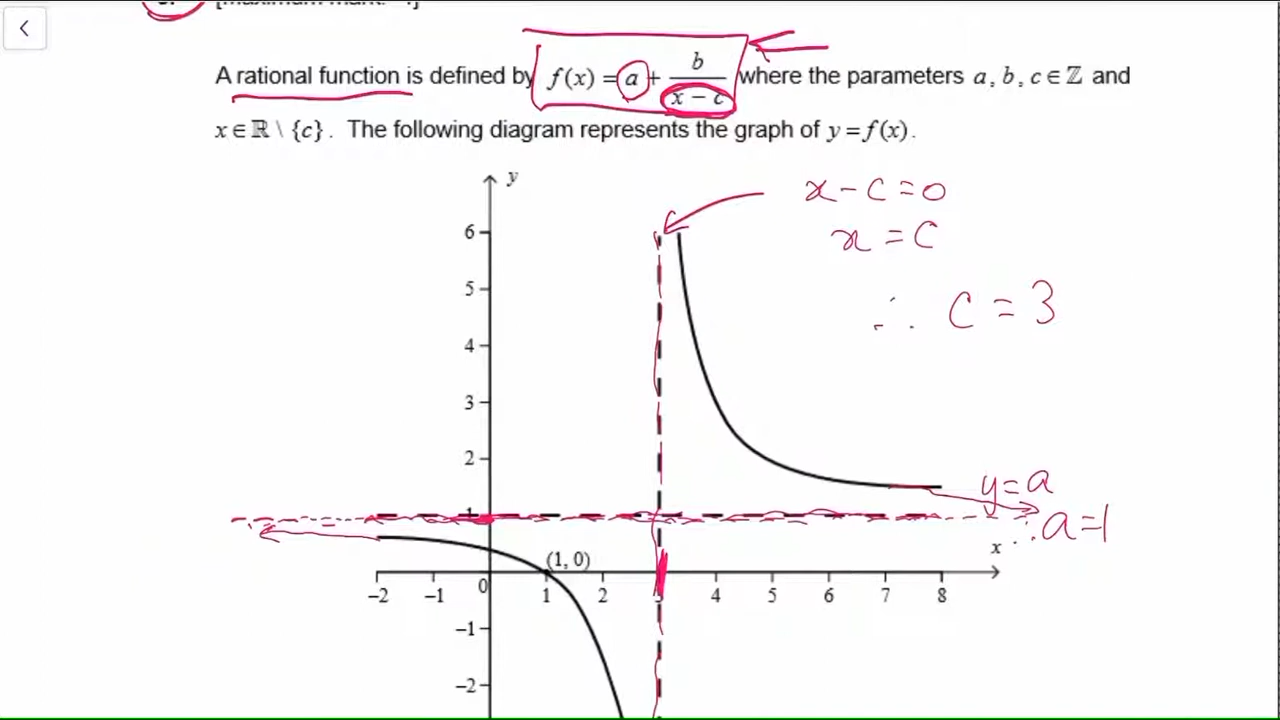 A rational function is defined by f(x) = a + b/(x − c) where the parameters a, b, c ∈ ℤ and
x ∈ ℝ \ {c}. The following diagram represents the graph of y = f(x).
y
x − c = 0
6
x = c
5
∴ c = 3
4
3
2
y = a
1
∴ a = 1
x
(1, 0)
−2 −1 0 1 2 3 4 5 6 7 8
−1
−2